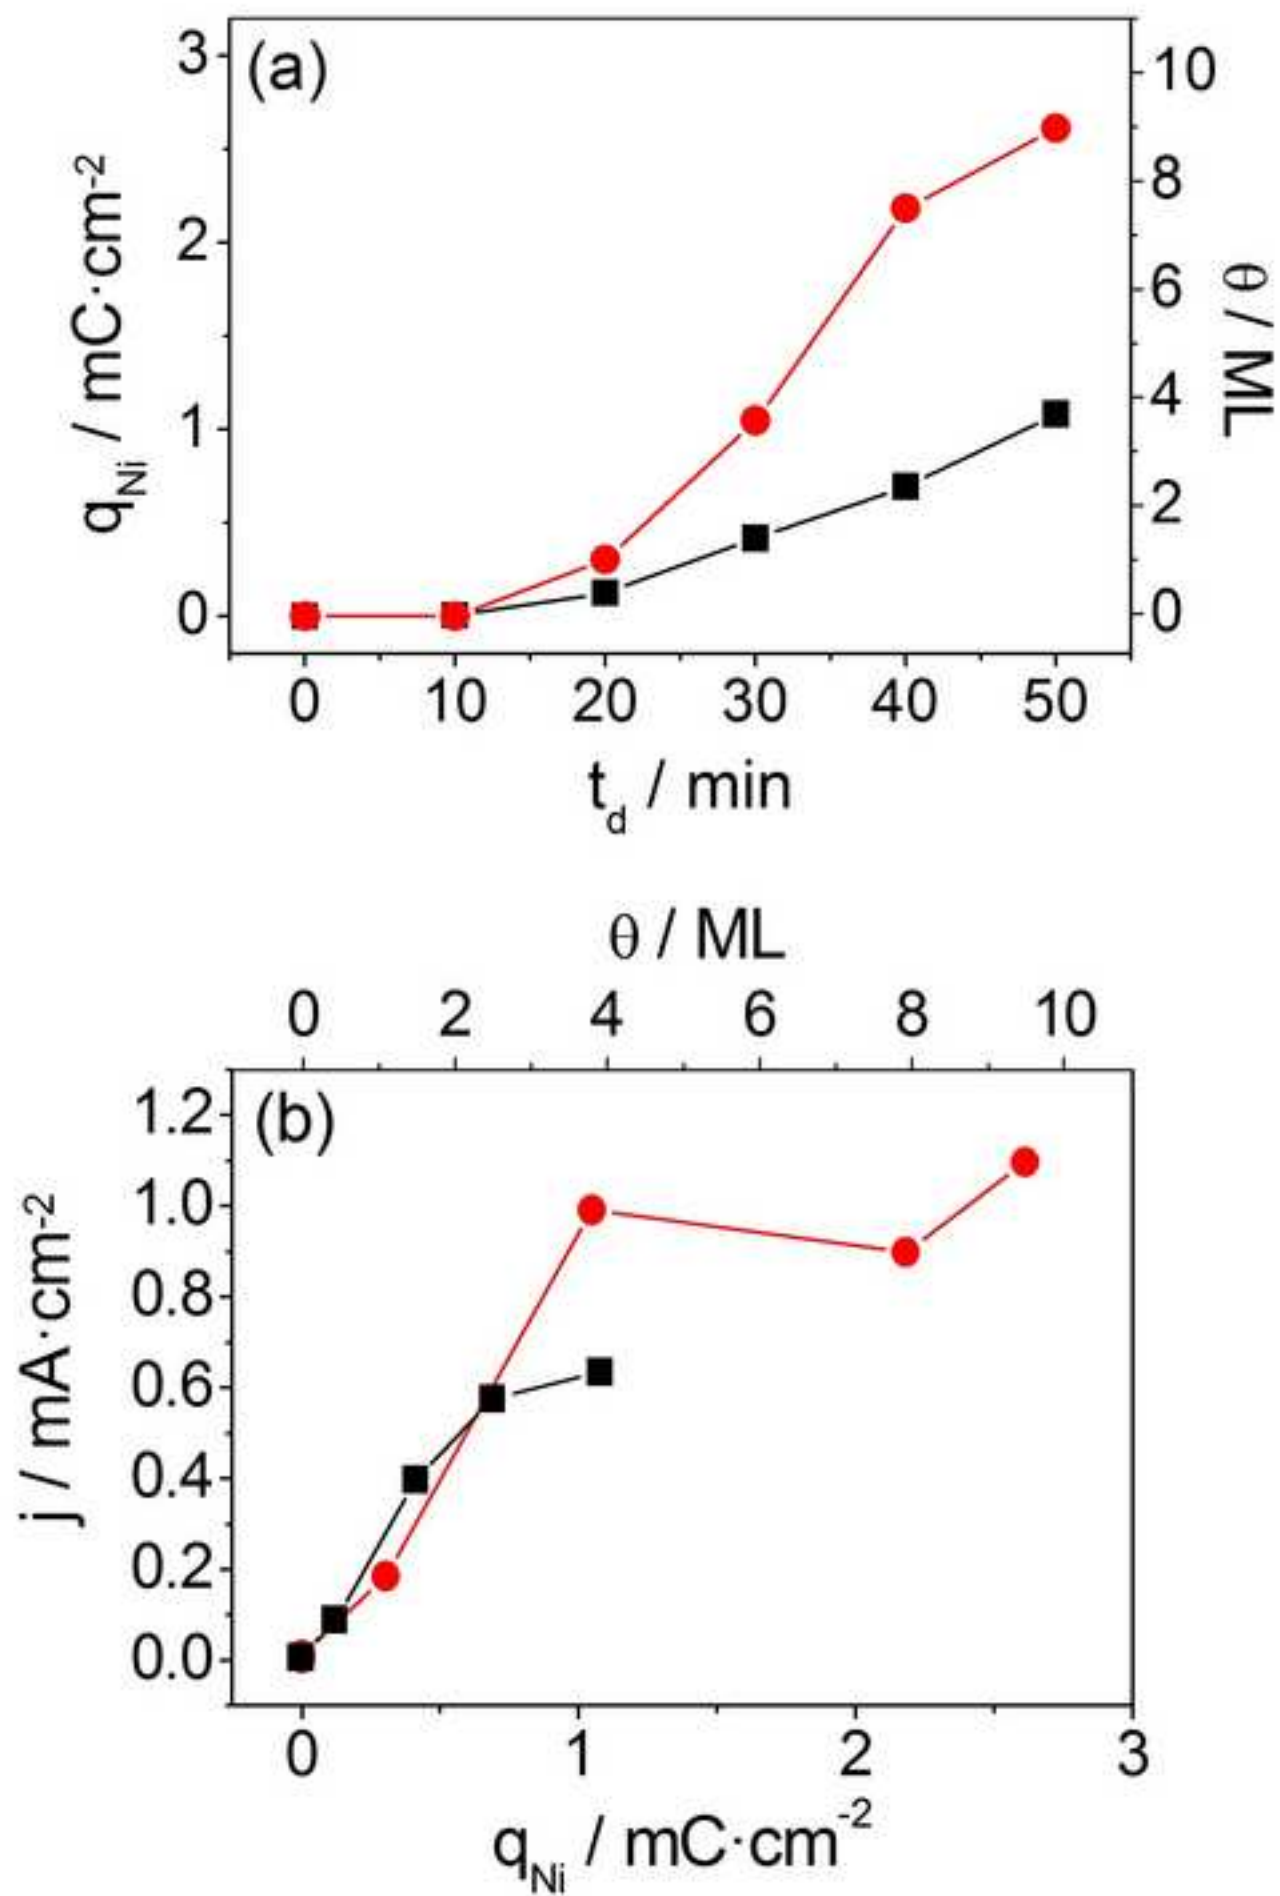 (a)
3
2
1
0
q_Ni / mC·cm⁻²
10
8
6
4
2
0
θ / ML
0 10 20 30 40 50
t_d / min
θ / ML
0 2 4 6 8 10
(b)
1.2
1.0
0.8
0.6
0.4
0.2
0.0
j / mA·cm⁻²
0 1 2 3
q_Ni / mC·cm⁻²